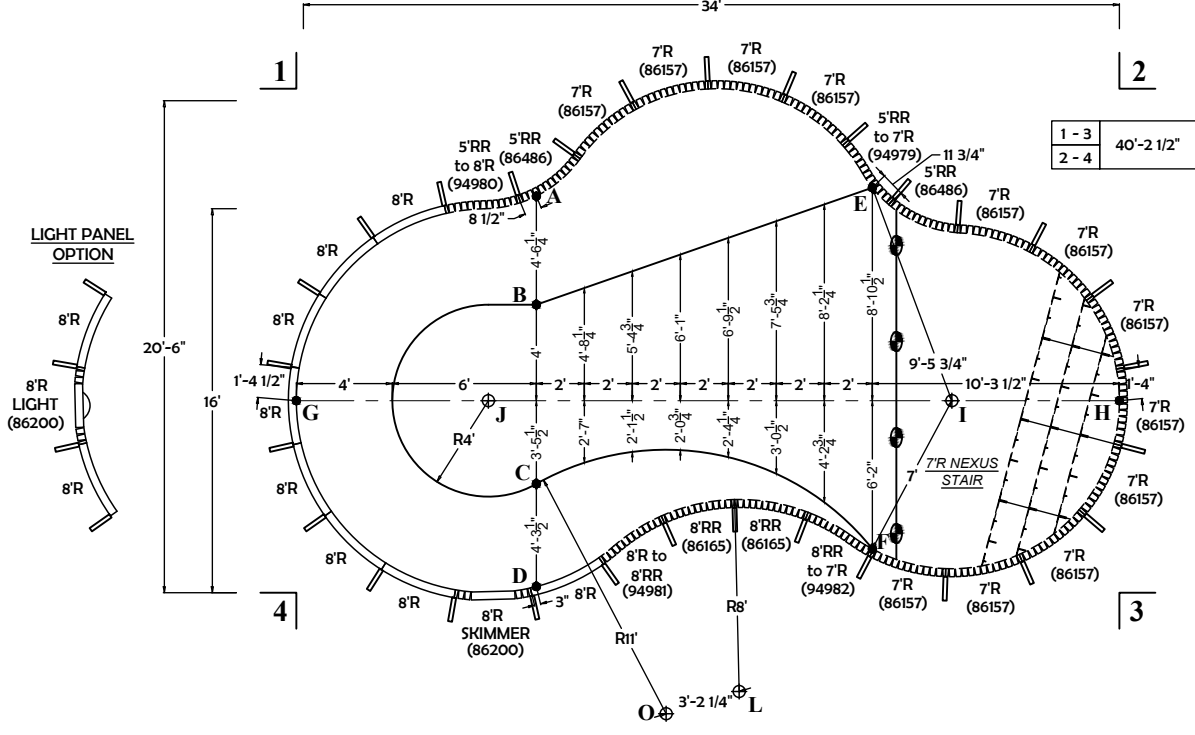 34'
1
2
7'R
(86157)
7'R
(86157)
7'R
(86157)
7'R
(86157)
5'RR
to 7'R
(94979)
11 3/4"
1 - 3
2 - 4
40'-2 1/2"
5'RR
(86486)
5'RR
to 8'R
(94980)
5'RR
(86486)
8'R
8 1/2"
A
E
7'R
(86157)
7'R
(86157)
7'R
(86157)
7'R
(86157)
8'R
8'R
LIGHT PANEL
OPTION
8'R
8'R
LIGHT
(86200)
8'R
20'-6"
16'
4'-6 1/4"
B
4'
4'-8 1/4"
5'-4 3/4"
6'-1"
6'-9 1/2"
7'-5 3/4"
8'-2 1/4"
8'-10 1/2"
9'-5 3/4"
1'-4 1/2"
4'
6'
2'
2'
2'
2'
2'
2'
2'
10'-3 1/2"
1'-4"
8'R
G
J
I
H
7'R
(86157)
R4'
3'-5 1/2"
2'-7"
2'-1 1/2"
2'-0 3/4"
2'-4 1/4"
3'-0 1/2"
4'-2 3/4"
6'-2"
7'
7'R NEXUS
STAIR
C
8'R
7'R
(86157)
8'R
4'-3 1/2"
8'R to
8'RR
(94981)
8'RR
(86165)
8'RR
(86165)
8'RR
to 7'R
(94982)
F
7'R
(86157)
7'R
(86157)
7'R
(86157)
8'R
8'R
D
3"
8'R
8'R
SKIMMER
(86200)
4
3
R11'
R8'
O
3'-2 1/4"
L